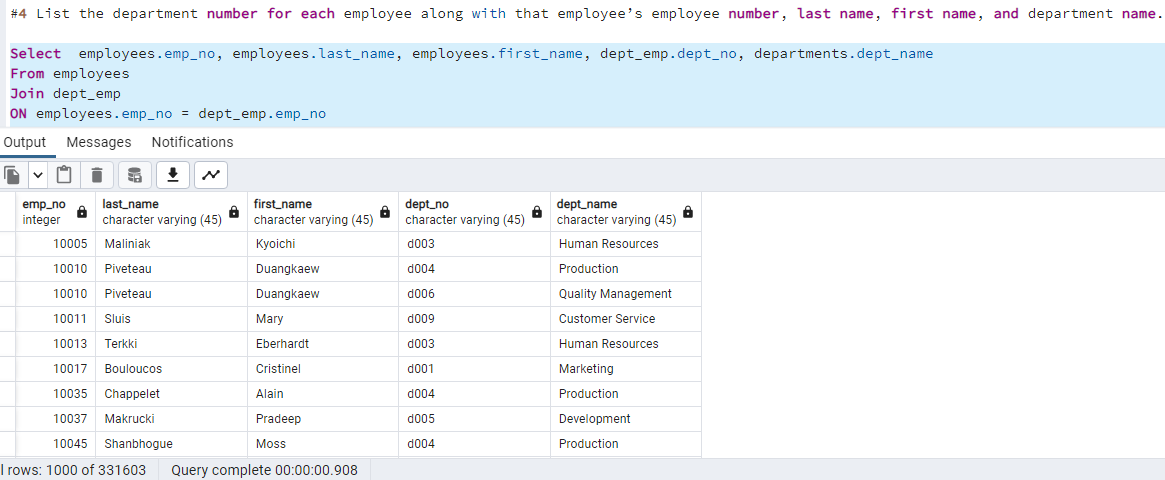 #4 List the department number for each employee along with that employee’s employee number, last name, first name, and department name.
Select  employees.emp_no, employees.last_name, employees.first_name, dept_emp.dept_no, departments.dept_name
From employees
Join dept_emp
ON employees.emp_no = dept_emp.emp_no
Output Messages Notifications
emp_no last_name first_name dept_no dept_name
integer character varying (45) character varying (45) character varying (45) character varying (45)
10005 Maliniak Kyoichi d003 Human Resources
10010 Piveteau Duangkaew d004 Production
10010 Piveteau Duangkaew d006 Quality Management
10011 Sluis Mary d009 Customer Service
10013 Terkki Eberhardt d003 Human Resources
10017 Bouloucos Cristinel d001 Marketing
10035 Chappelet Alain d004 Production
10037 Makrucki Pradeep d005 Development
10045 Shanbhogue Moss d004 Production
l rows: 1000 of 331603 Query complete 00:00:00.908